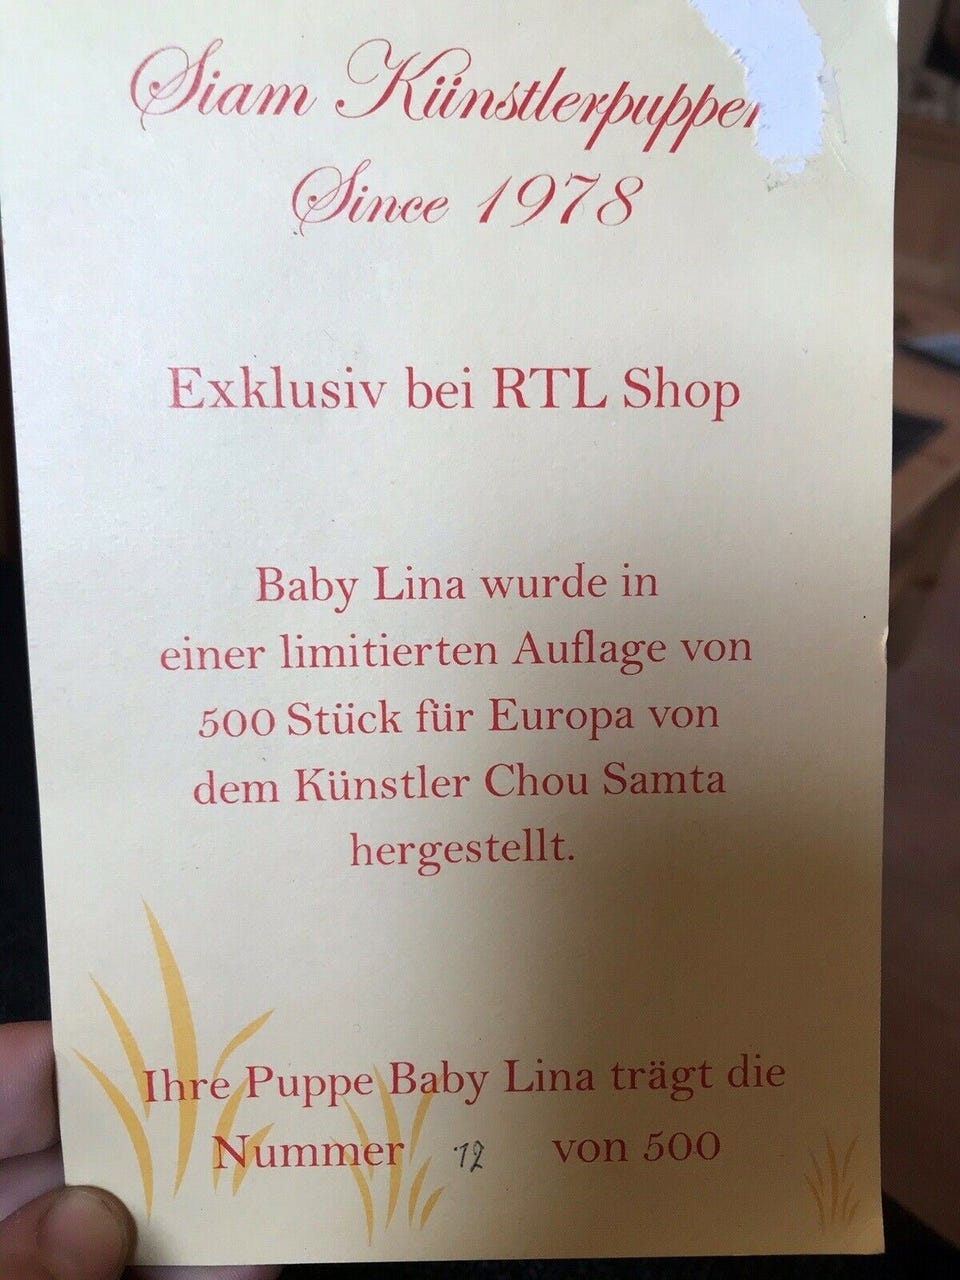 Siam Künstlerpuppen
Since 1978
Exklusiv bei RTL Shop
Baby Lina wurde in
einer limitierten Auflage von
500 Stück für Europa von
dem Künstler Chou Samta
hergestellt.
Ihre Puppe Baby Lina trägt die
Nummer 12 von 500